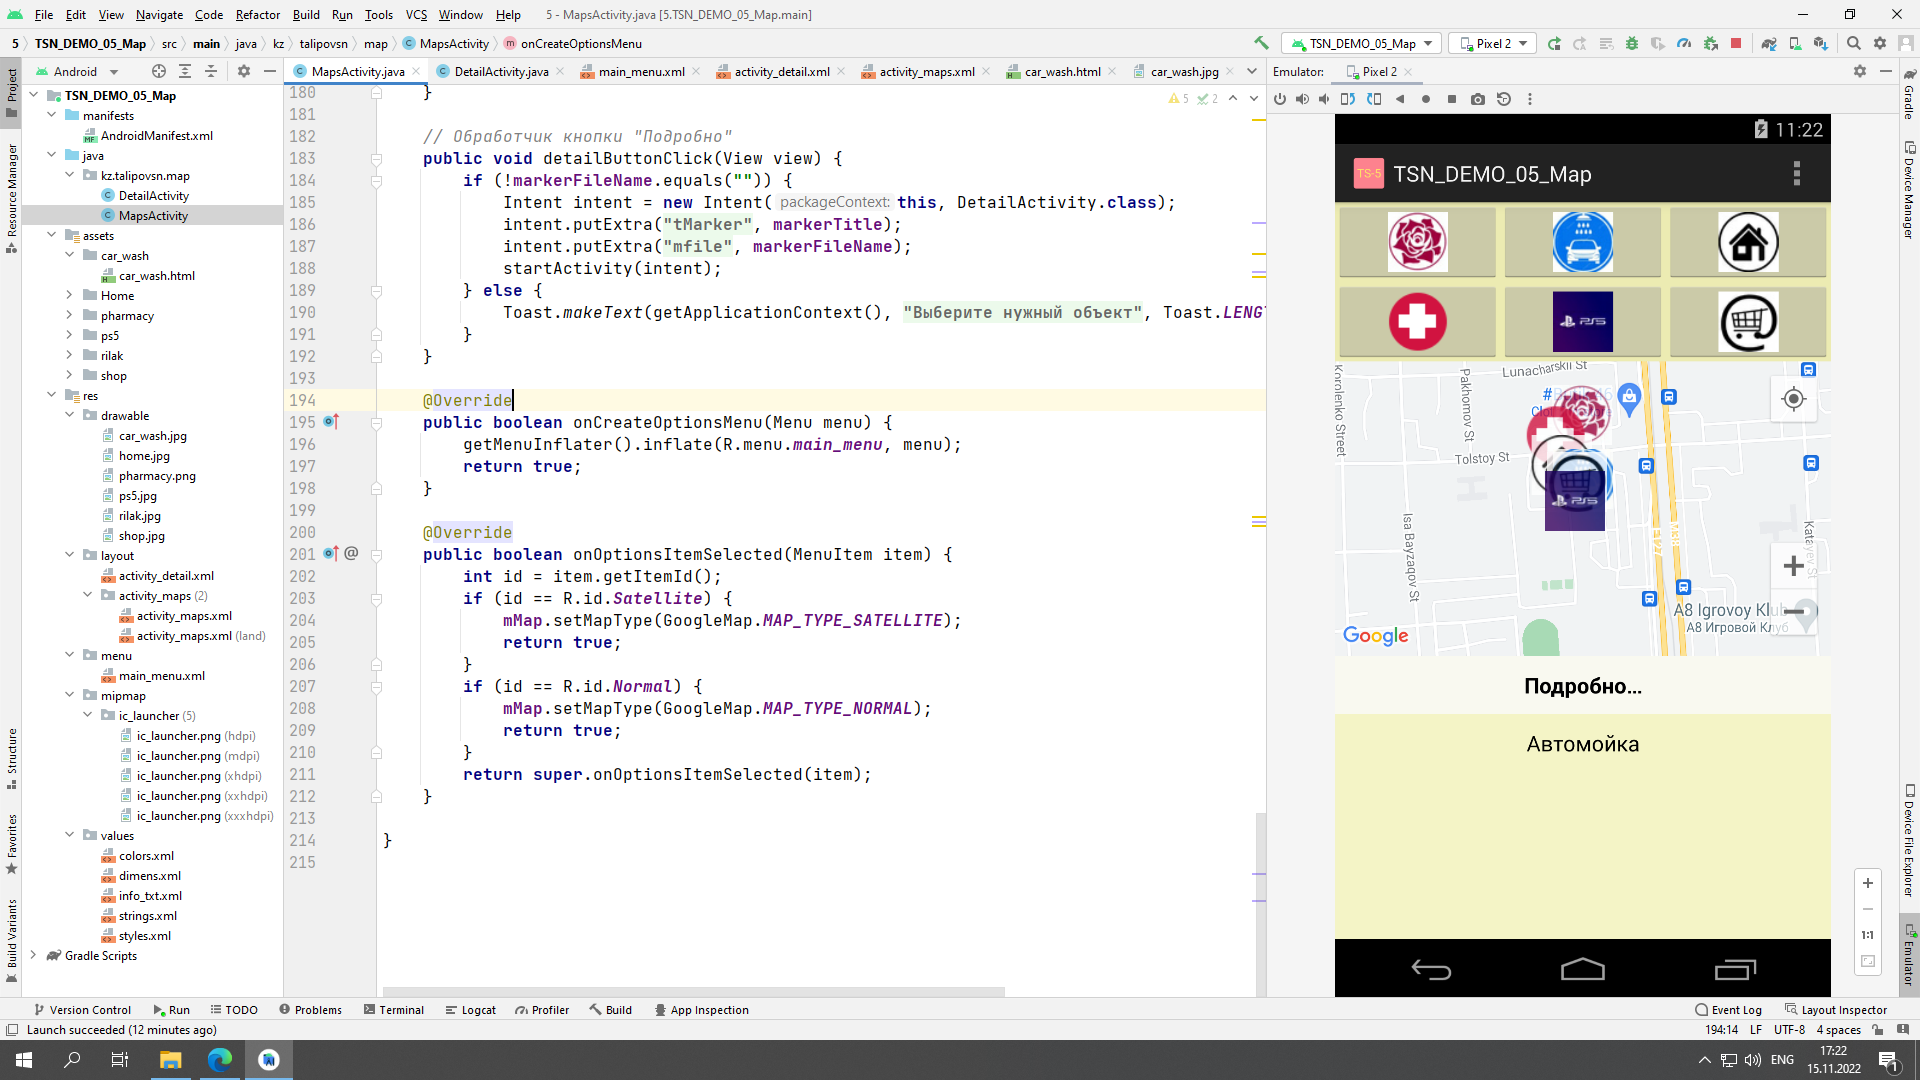 File Edit View Navigate Code Refactor Build Run Tools VCS Window Help 5 - MapsActivity.java [5.TSN_DEMO_05_Map.main]
5 TSN_DEMO_05_Map src main java kz talipovsn map MapsActivity onCreateOptionsMenu
TSN_DEMO_05_Map Pixel 2
Android
MapsActivity.java DetailActivity.java main_menu.xml activity_detail.xml activity_maps.xml car_wash.html car_wash.jpg
Emulator: Pixel 2
Project
Resource Manager
Structure
Favorites
Build Variants
TSN_DEMO_05_Map
manifests
AndroidManifest.xml
java
kz.talipovsn.map
DetailActivity
MapsActivity
assets
car_wash
car_wash.html
Home
pharmacy
ps5
rilak
shop
res
drawable
car_wash.jpg
home.jpg
pharmacy.png
ps5.jpg
rilak.jpg
shop.jpg
layout
activity_detail.xml
activity_maps (2)
activity_maps.xml
activity_maps.xml (land)
menu
main_menu.xml
mipmap
ic_launcher (5)
ic_launcher.png (hdpi)
ic_launcher.png (mdpi)
ic_launcher.png (xhdpi)
ic_launcher.png (xxhdpi)
ic_launcher.png (xxxhdpi)
values
colors.xml
dimens.xml
info_txt.xml
strings.xml
styles.xml
Gradle Scripts
5 2
180 }
181
182 // Обработчик кнопки "Подробно"
183 public void detailButtonClick(View view) {
184 if (!markerFileName.equals("")) {
185 Intent intent = new Intent( packageContext: this, DetailActivity.class);
186 intent.putExtra("tMarker", markerTitle);
187 intent.putExtra("mfile", markerFileName);
188 startActivity(intent);
189 } else {
190 Toast.makeText(getApplicationContext(), "Выберите нужный объект", Toast.LENGT
191 }
192 }
193
194 @Override
195 public boolean onCreateOptionsMenu(Menu menu) {
196 getMenuInflater().inflate(R.menu.main_menu, menu);
197 return true;
198 }
199
200 @Override
201 public boolean onOptionsItemSelected(MenuItem item) {
202 int id = item.getItemId();
203 if (id == R.id.Satellite) {
204 mMap.setMapType(GoogleMap.MAP_TYPE_SATELLITE);
205 return true;
206 }
207 if (id == R.id.Normal) {
208 mMap.setMapType(GoogleMap.MAP_TYPE_NORMAL);
209 return true;
210 }
211 return super.onOptionsItemSelected(item);
212 }
213
214 }
215
11:22
TS-5 TSN_DEMO_05_Map
PS5
Lunacharskii St
Korolenko Street
Pakhomov St
Tolstoy St
Isa Bayzaqov St
Katayev St
PS5
A8 Igrovoy Klub
A8 Игровой Клуб
Google
Подробно...
Автомойка
1:1
Gradle
Device Manager
Device File Explorer
Emulator
Version Control Run TODO Problems Terminal Logcat Profiler Build App Inspection Event Log Layout Inspector
Launch succeeded (12 minutes ago) 194:14 LF UTF-8 4 spaces
ENG
17:22
15.11.2022
1